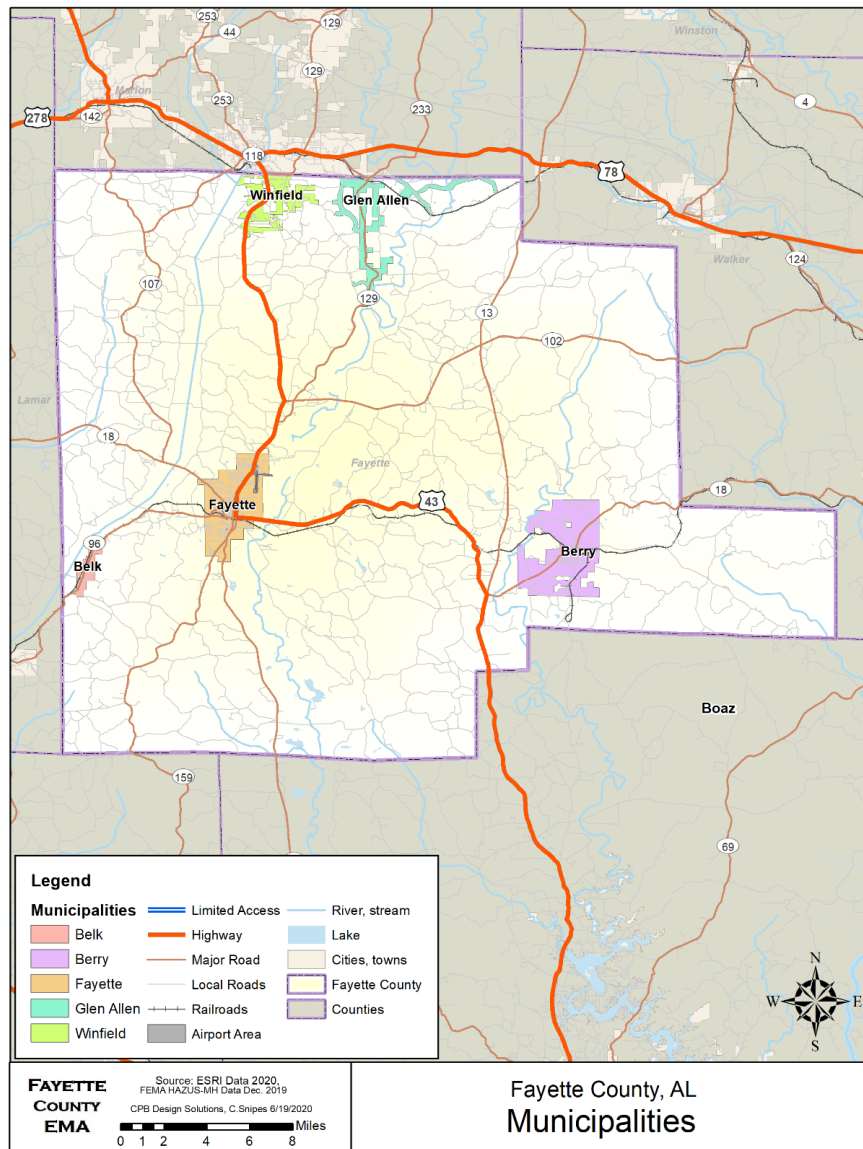 253
44
129
Winston
Marion
253
129
4
278
142
233
118
78
Winfield
Glen Allen
Walker
124
107
129
13
102
Lamar
18
Fayette
43
18
Fayette
96
Berry
Belk
Boaz
159
69
Legend
Municipalities
Belk
Berry
Fayette
Glen Allen
Winfield
Limited Access
Highway
Major Road
Local Roads
Railroads
Airport Area
River, stream
Lake
Cities, towns
Fayette County
Counties
N
W
E
S
FAYETTE
COUNTY
EMA
Source: ESRI Data 2020,
FEMA HAZUS-MH Data Dec. 2019
CPB Design Solutions, C.Snipes 6/19/2020
0 1 2 4 6 8 Miles
Fayette County, AL
Municipalities